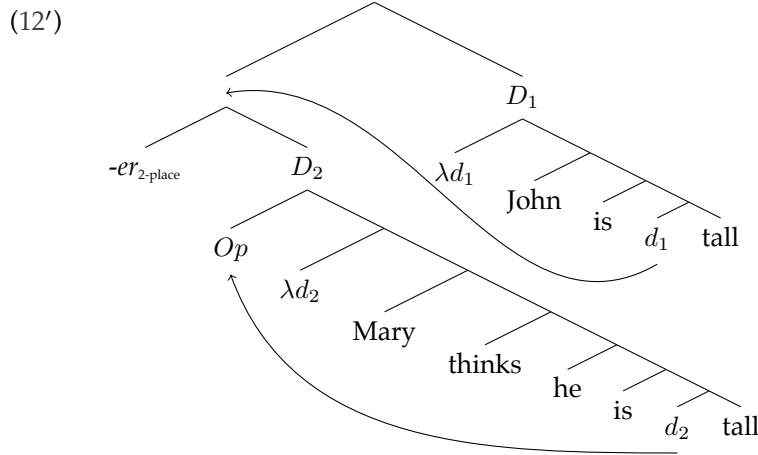 (12′)
D₁
-er₂₋ₚₗₐcₑ D₂ λd₁
John
Op is
λd₂ d₁ tall
Mary
thinks
he
is
d₂ tall